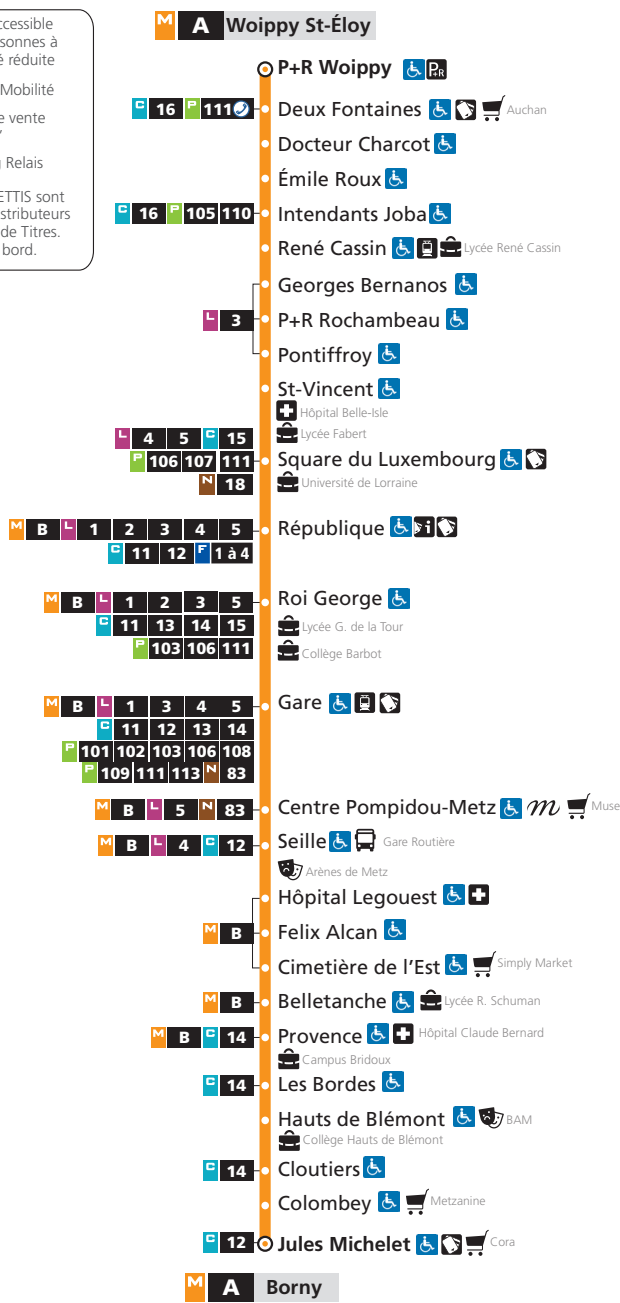 M A Woippy St-Éloy
ccessible
sonnes à
é réduite
Mobilité
e vente
g Relais
ETTIS sont
stributeurs
de Titres.
bord.
P+R Woippy P+R
C 16 P 111 Deux Fontaines Auchan
Docteur Charcot
Émile Roux
C 16 P 105 110 Intendants Joba
René Cassin Lycée René Cassin
Georges Bernanos
L 3 P+R Rochambeau
Pontiffroy
St-Vincent
Hôpital Belle-Isle
L 4 5 C 15 Lycée Fabert
P 106 107 111 Square du Luxembourg
N 18 Université de Lorraine
M B L 1 2 3 4 5 République i
C 11 12 F 1 à 4
M B L 1 2 3 5 Roi George
C 11 13 14 15 Lycée G. de la Tour
P 103 106 111 Collège Barbot
M B L 1 3 4 5 Gare
C 11 12 13 14
P 101 102 103 106 108
P 109 111 113 N 83
M B L 5 N 83 Centre Pompidou-Metz m Muse
M B L 4 C 12 Seille Gare Routière
Arènes de Metz
Hôpital Legouest
M B Felix Alcan
Cimetière de l'Est Simply Market
M B Belletanche Lycée R. Schuman
M B C 14 Provence Hôpital Claude Bernard
Campus Bridoux
C 14 Les Bordes
Hauts de Blémont BAM
Collège Hauts de Blémont
C 14 Cloutiers
Colombey Metzanine
C 12 Jules Michelet Cora
M A Borny